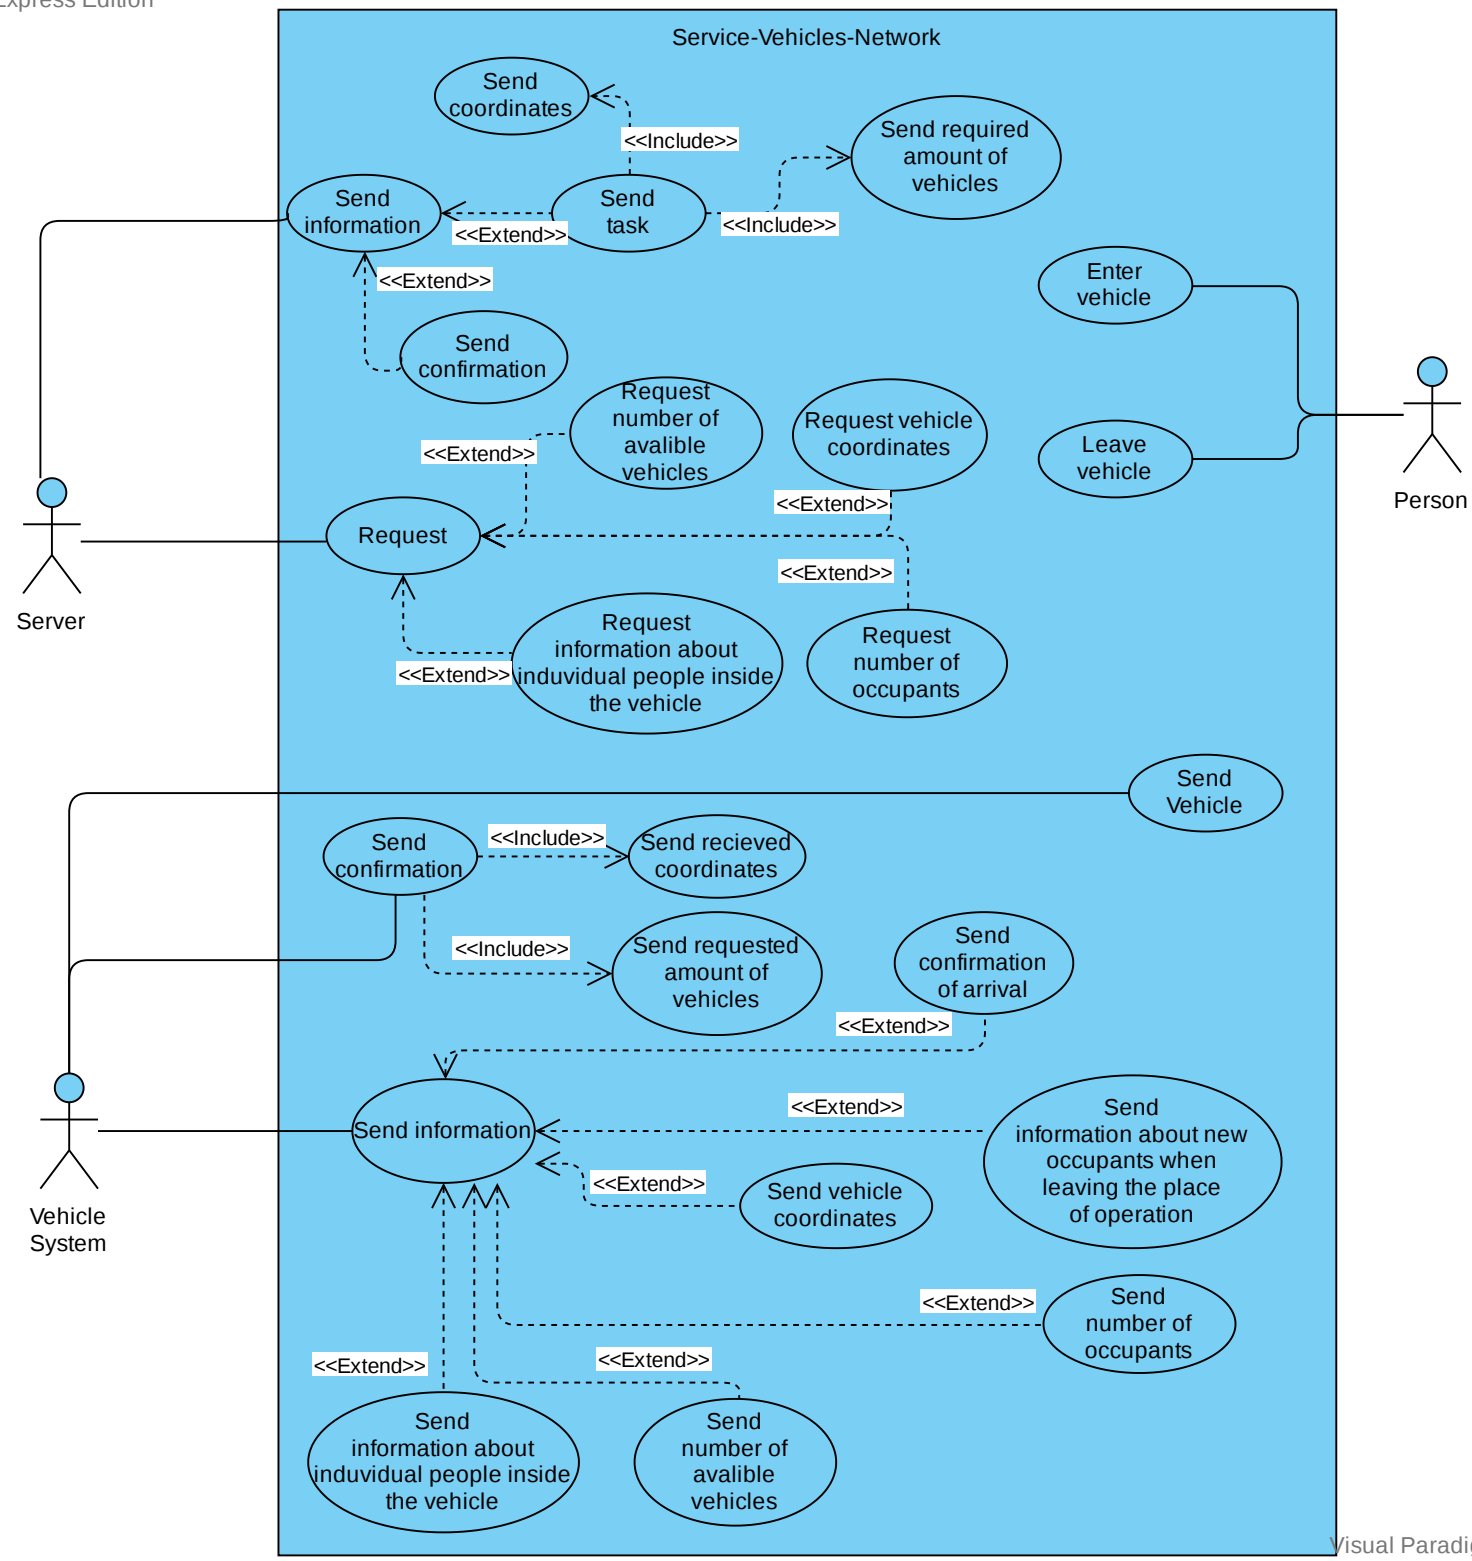 Express Edition
Service-Vehicles-Network
Send
coordinates
<<Include>>
Send required
amount of
vehicles
Send
information
Send
task
<<Extend>>
<<Include>>
<<Extend>>
Send
confirmation
Enter
vehicle
Leave
vehicle
Person
Request
number of
avalible
vehicles
Request vehicle
coordinates
<<Extend>>
<<Extend>>
Request
<<Extend>>
Server
Request
information about
induvidual people inside
the vehicle
<<Extend>>
Request
number of
occupants
Send
Vehicle
Send
confirmation
<<Include>>
Send recieved
coordinates
<<Include>>
Send requested
amount of
vehicles
Send
confirmation
of arrival
<<Extend>>
Send information
<<Extend>>
Send
information about new
occupants when
leaving the place
of operation
<<Extend>>
Send vehicle
coordinates
Vehicle
System
<<Extend>>
Send
number of
occupants
<<Extend>>
<<Extend>>
Send
information about
induvidual people inside
the vehicle
Send
number of
avalible
vehicles
Visual Paradig